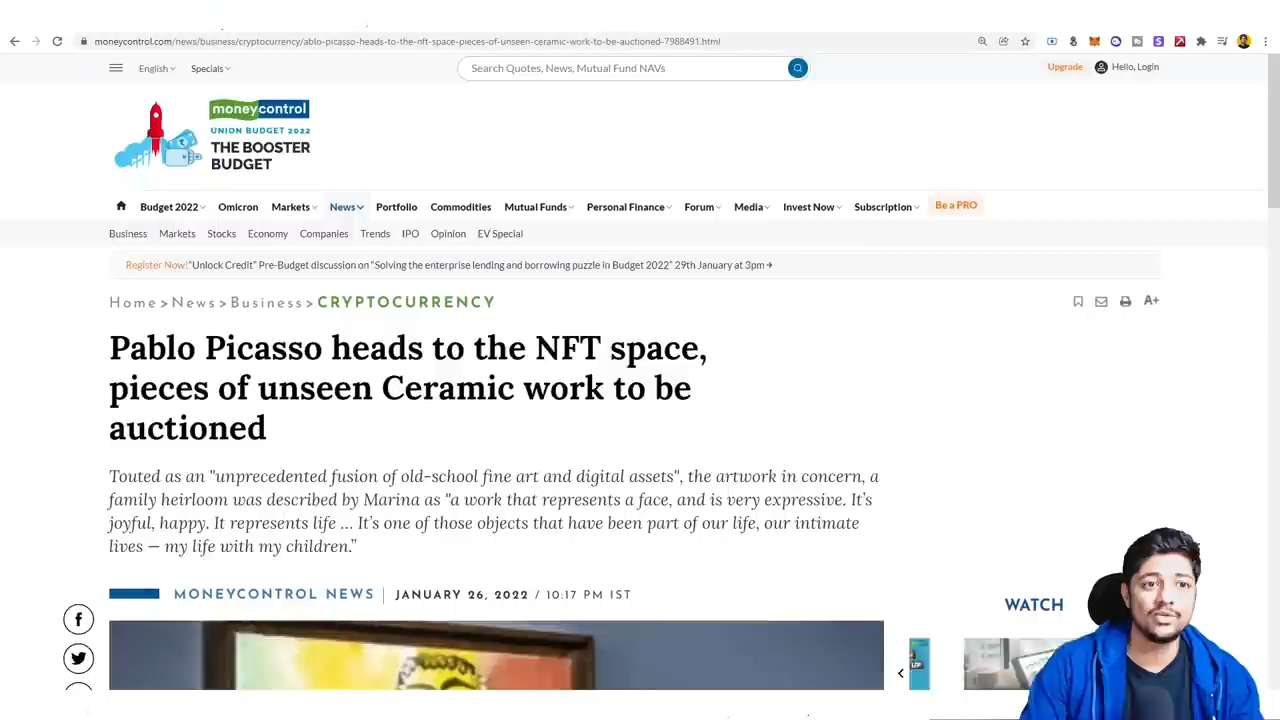 moneycontrol.com/news/business/cryptocurrency/ablo-picasso-heads-to-the-nft-space-pieces-of-unseen-ceramic-work-to-be-auctioned-7988491.html
English Specials Search Quotes, News, Mutual Fund NAVs Upgrade Hello, Login
moneycontrol
UNION BUDGET 2022
THE BOOSTER
BUDGET
Budget 2022 Omicron Markets News Portfolio Commodities Mutual Funds Personal Finance Forum Media Invest Now Subscription Be a PRO
Business Markets Stocks Economy Companies Trends IPO Opinion EV Special
Register Now! "Unlock Credit" Pre-Budget discussion on "Solving the enterprise lending and borrowing puzzle in Budget 2022" 29th January at 3pm
Home > News > Business > CRYPTOCURRENCY A+
Pablo Picasso heads to the NFT space,
pieces of unseen Ceramic work to be
auctioned
Touted as an "unprecedented fusion of old-school fine art and digital assets", the artwork in concern, a
family heirloom was described by Marina as "a work that represents a face, and is very expressive. It's
joyful, happy. It represents life ... It's one of those objects that have been part of our life, our intimate
lives — my life with my children."
MONEYCONTROL NEWS JANUARY 26, 2022 / 10:17 PM IST
WATCH
UP